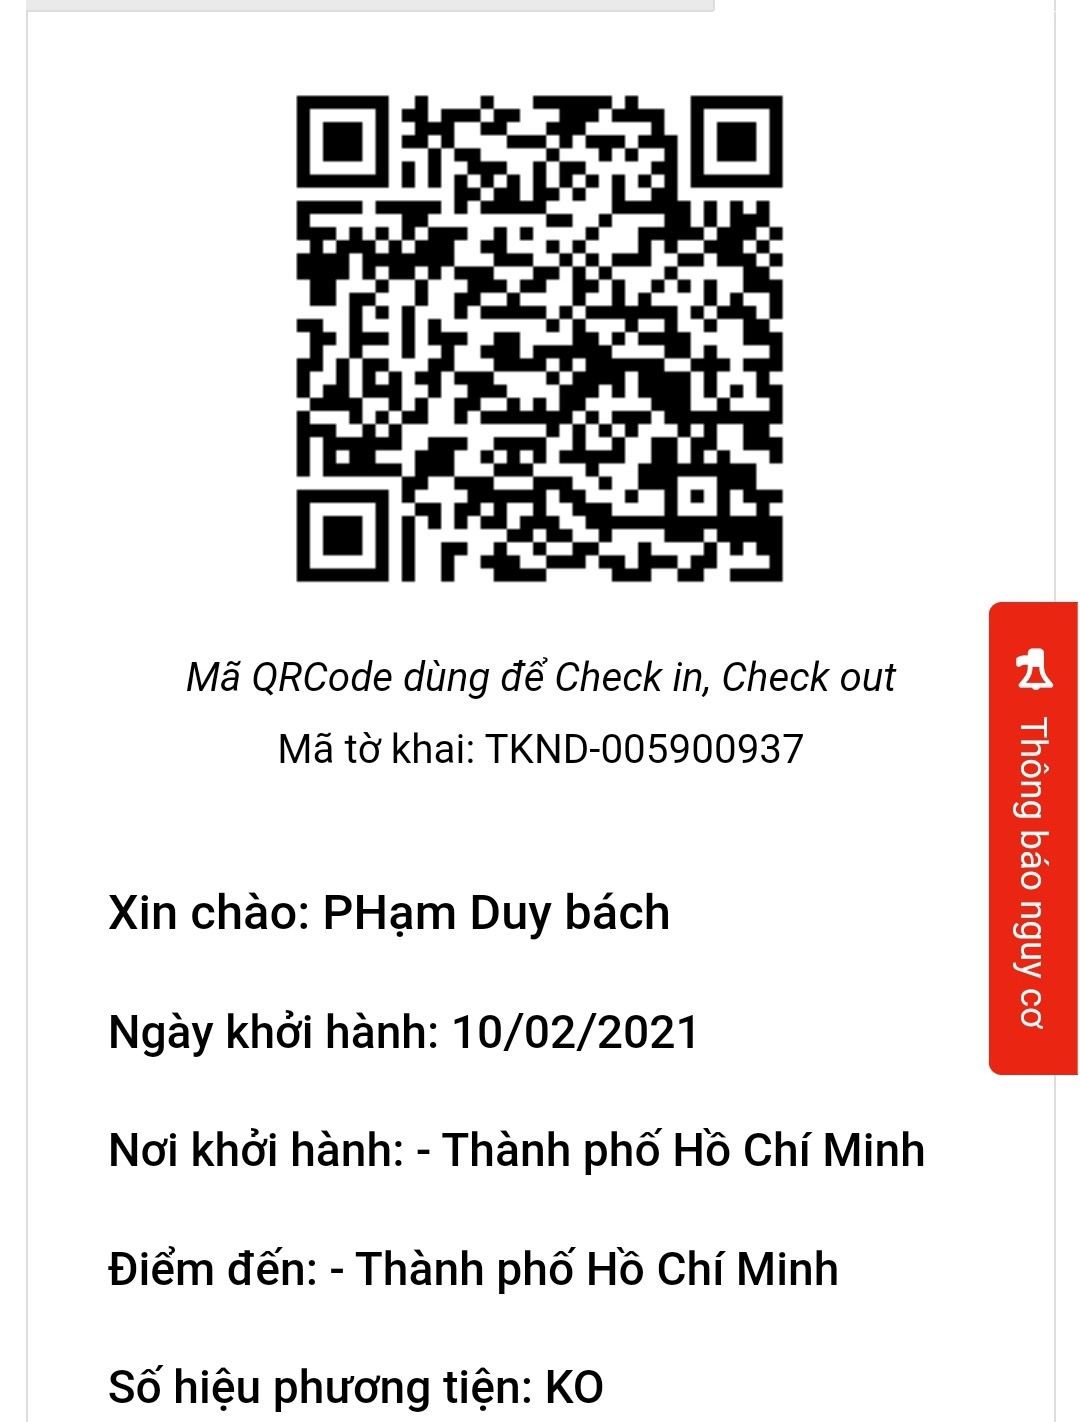 Mã QRCode dùng để Check in, Check out
Mã tờ khai: TKND-005900937
Thông báo nguy cơ
Xin chào: PHạm Duy bách
Ngày khởi hành: 10/02/2021
Nơi khởi hành: - Thành phố Hồ Chí Minh
Điểm đến: - Thành phố Hồ Chí Minh
Số hiệu phương tiện: KO